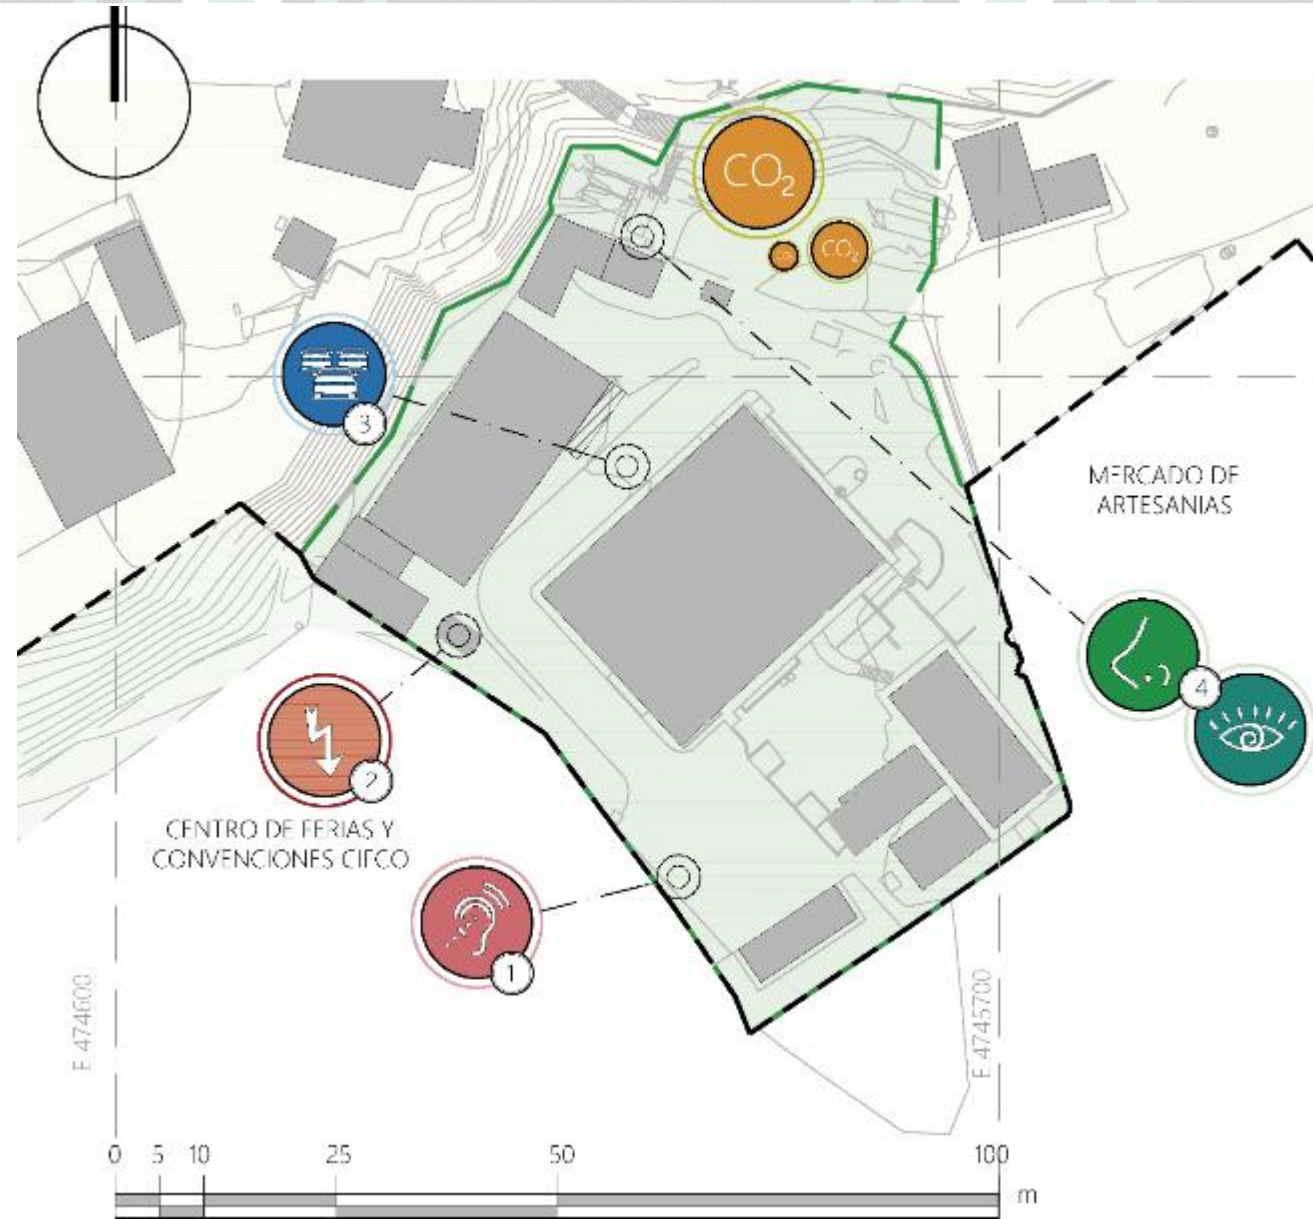 CO₂
CO₂
3
MERCADO DE
ARTESANIAS
4
2
CENTRO DE FERIAS Y
CONVENCIONES CIFCO
1
E 474600
E 4745700
0 5 10 25 50 100
m